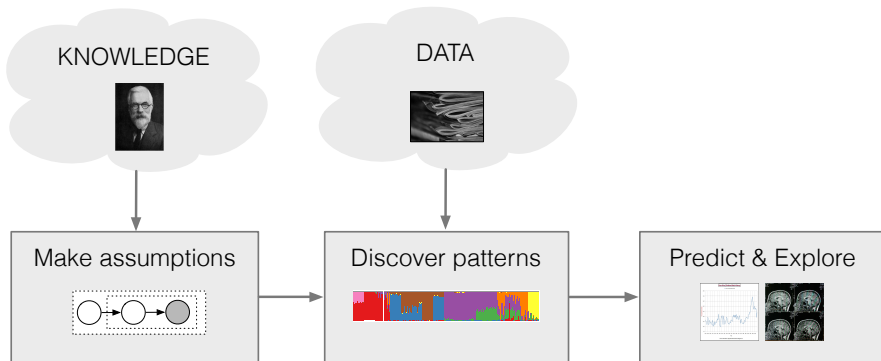 KNOWLEDGE
DATA
Make assumptions
Discover patterns
Predict & Explore